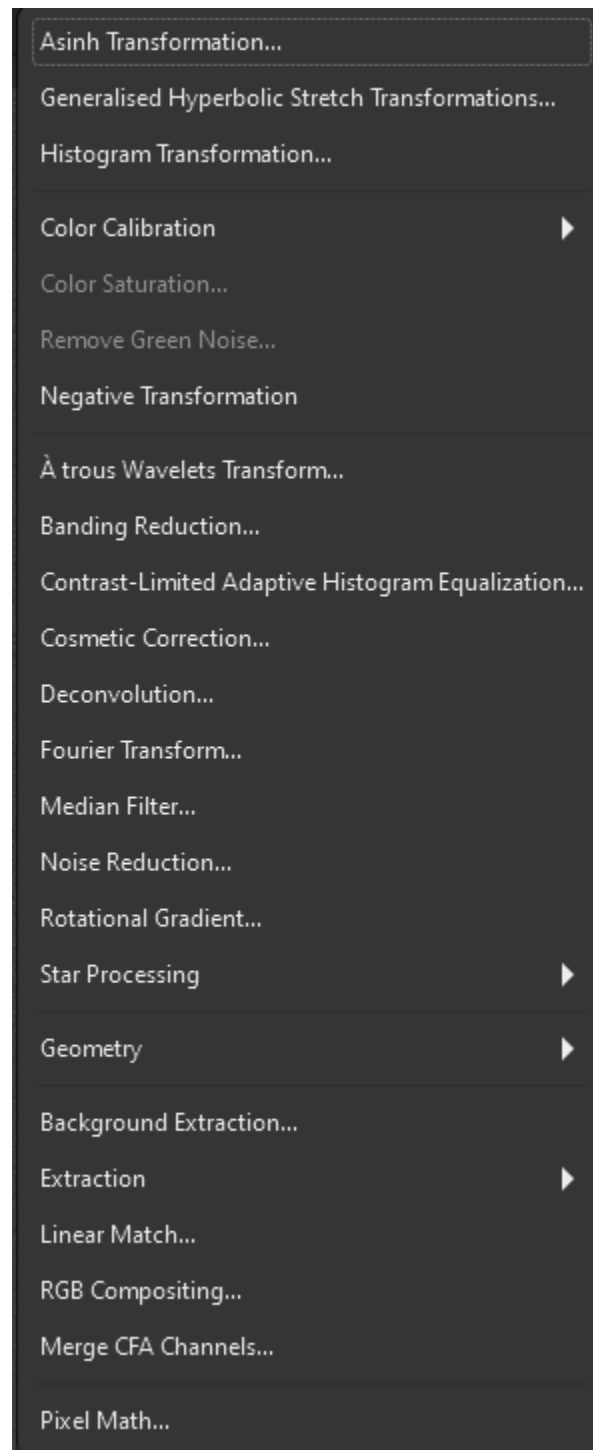 Asinh Transformation...
Generalised Hyperbolic Stretch Transformations...
Histogram Transformation...
Color Calibration
Color Saturation...
Remove Green Noise...
Negative Transformation
À trous Wavelets Transform...
Banding Reduction...
Contrast-Limited Adaptive Histogram Equalization...
Cosmetic Correction...
Deconvolution...
Fourier Transform...
Median Filter...
Noise Reduction...
Rotational Gradient...
Star Processing
Geometry
Background Extraction...
Extraction
Linear Match...
RGB Compositing...
Merge CFA Channels...
Pixel Math...